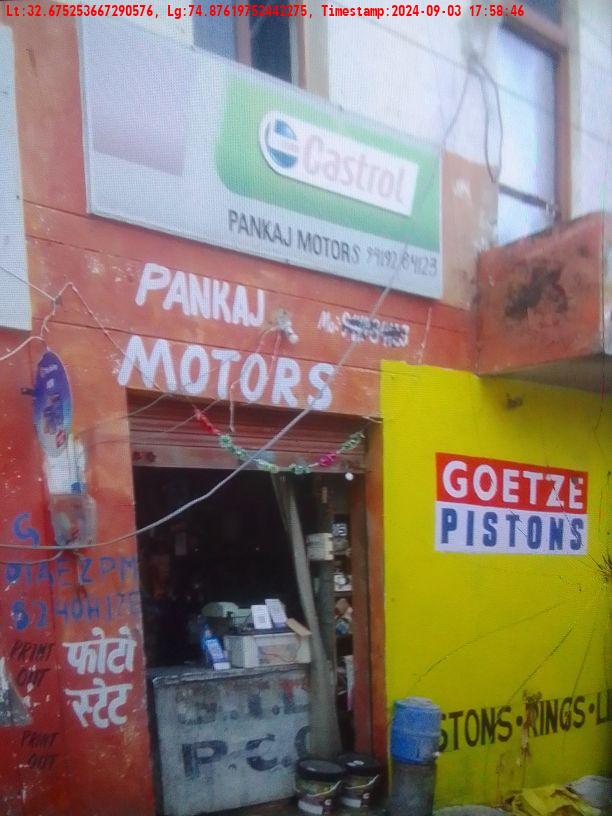 Lt:32.675253667290576, Lg:74.87619752443275, Timestamp:2024-09-03 17:58:46
Castrol
PANKAJ MOTORS
PANKAJ
MOTORS
GOETZE
PISTONS
फोटो
स्टेट
PRINT
OUT
PRINT
OUT
P.C.O
STONS·RINGS·L